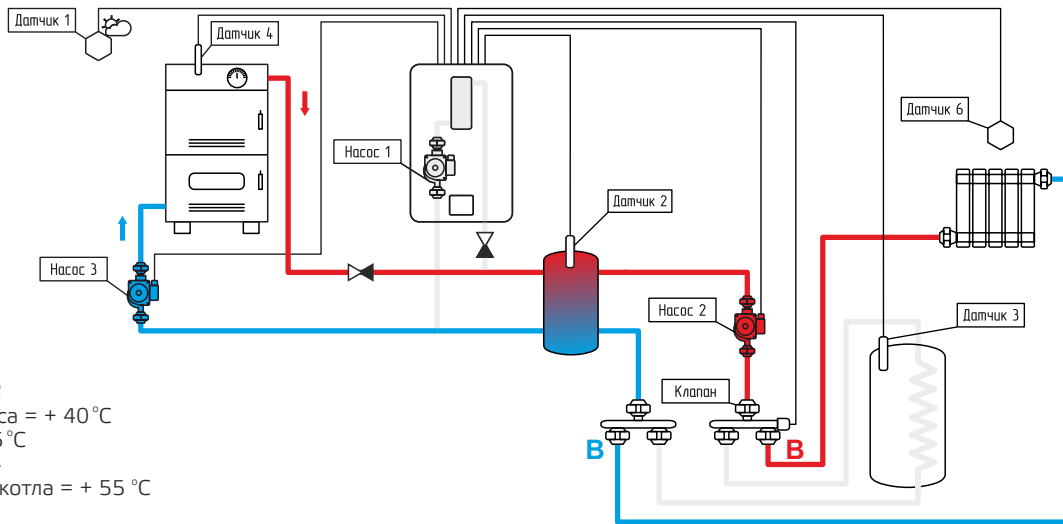 Датчик 1
Датчик 4
Датчик 6
Насос 1
Датчик 2
Насос 3
Насос 2
Датчик 3
Клапан
са = + 40 °C
°C
котла = + 55 °C
B
B